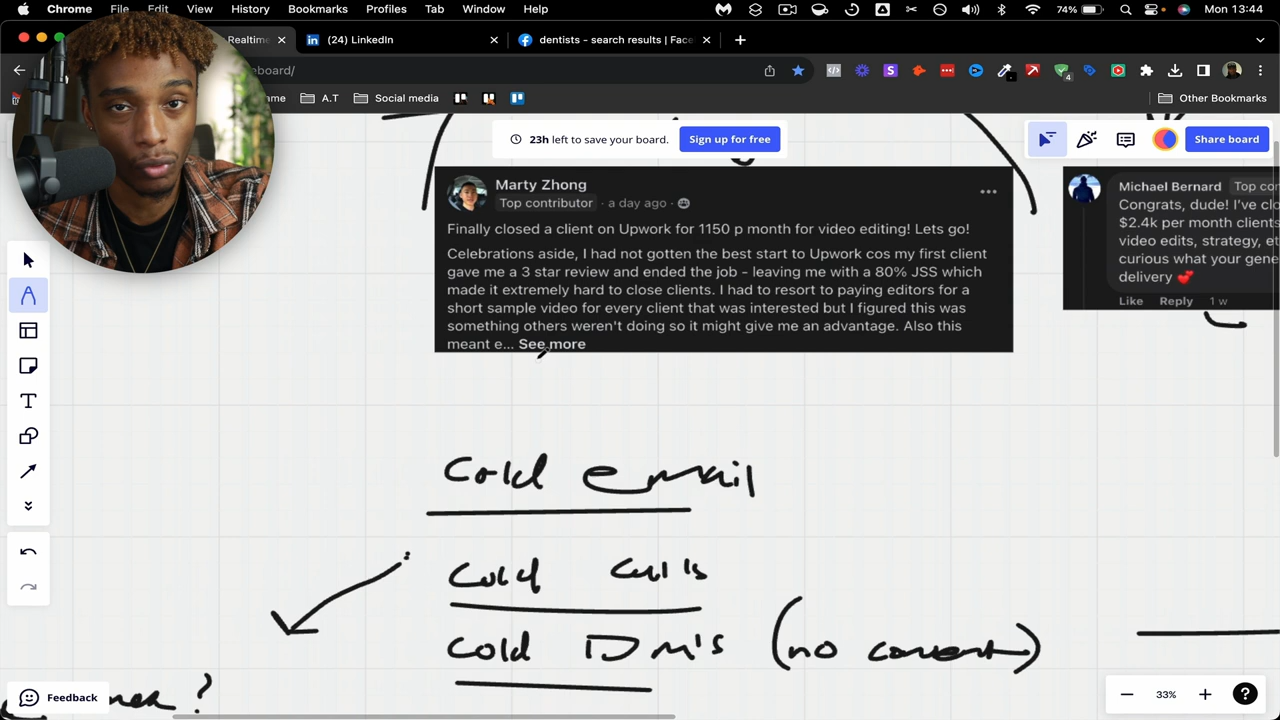 Chrome File Edit View History Bookmarks Profiles Tab Window Help 74% Mon 13:44
Realtime (24) LinkedIn dentists - search results | Face
eboard/
me A.T Social media Other Bookmarks
23h left to save your board. Sign up for free Share board
Marty Zhong
Top contributor · a day ago ·
Finally closed a client on Upwork for 1150 p month for video editing! Lets go!
Celebrations aside, I had not gotten the best start to Upwork cos my first client
gave me a 3 star review and ended the job - leaving me with a 80% JSS which
made it extremely hard to close clients. I had to resort to paying editors for a
short sample video for every client that was interested but I figured this was
something others weren't doing so it might give me an advantage. Also this
meant e... See more
Michael Bernard Top co
Congrats, dude! I've clo
$2.4k per month clients
video edits, strategy, et
curious what your gene
delivery
Like Reply 1 w
Cold email
Cold calls
Cold DM's (no
?
Feedback
33%